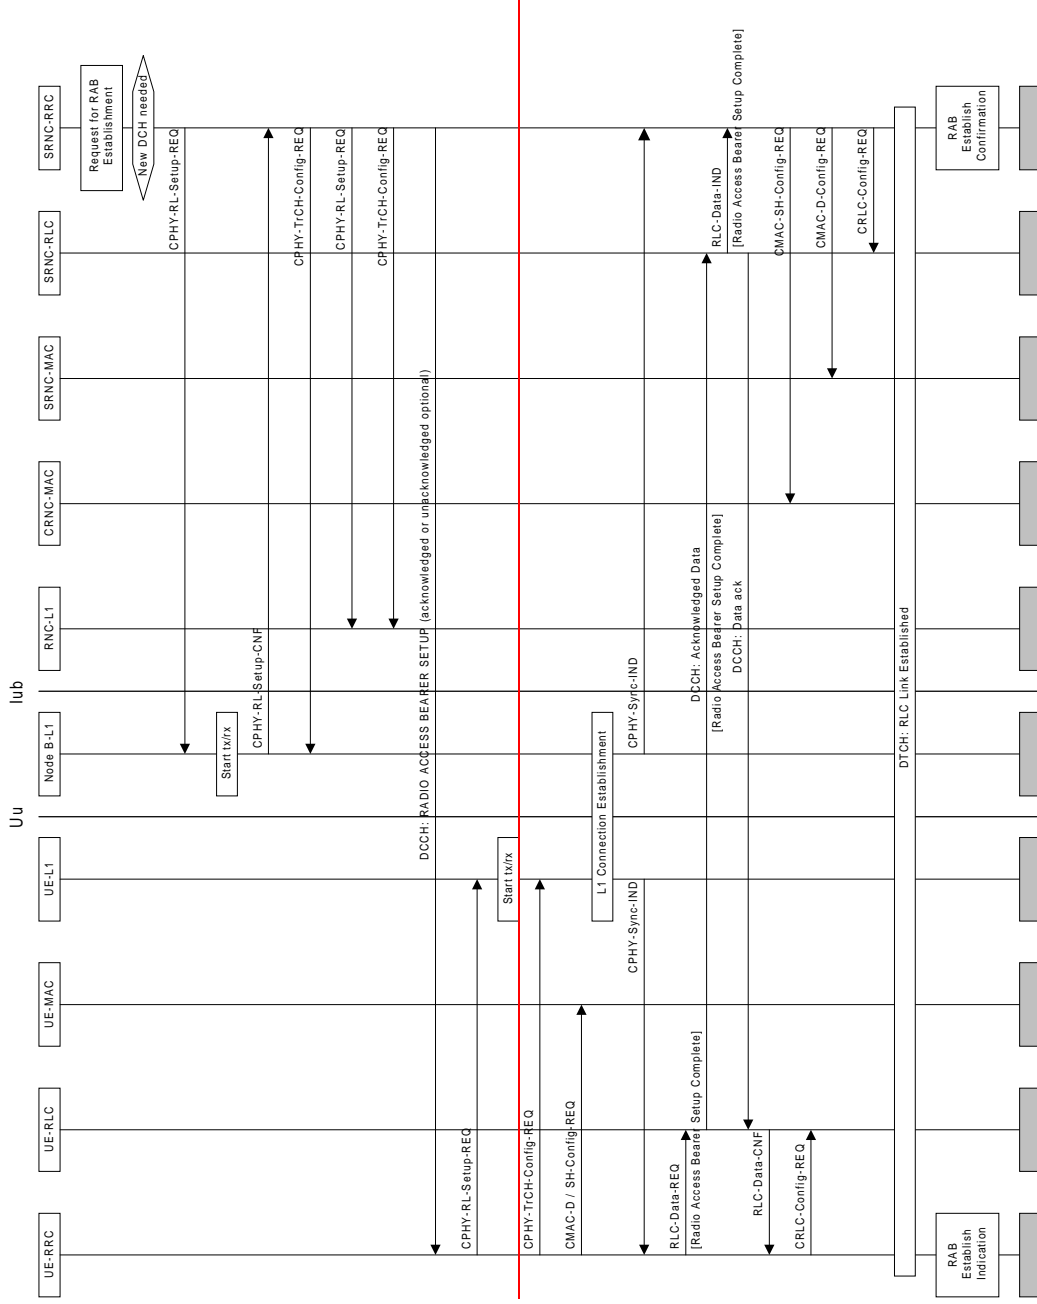 Uu
Iub
UE-RRC
UE-RLC
UE-MAC
UE-L1
Node B-L1
RNC-L1
CRNC-MAC
SRNC-MAC
SRNC-RLC
SRNC-RRC
Request for RAB
Establishment
New DCH needed
CPHY-RL-Setup-REQ
Start tx/rx
CPHY-RL-Setup-CNF
CPHY-TrCH-Config-REQ
CPHY-RL-Setup-REQ
CPHY-TrCH-Config-REQ
DCCH: RADIO ACCESS BEARER SETUP (acknowledged or unacknowledged optional)
CPHY-RL-Setup-REQ
Start tx/rx
CPHY-TrCH-Config-REQ
CMAC-D / SH-Config-REQ
L1 Connection Establishment
CPHY-Sync-IND
CPHY-Sync-IND
RLC-Data-REQ
[Radio Access Bearer Setup Complete]
DCCH: Acknowledged Data
[Radio Access Bearer Setup Complete]
RLC-Data-IND
[Radio Access Bearer Setup Complete]
DCCH: Data ack
RLC-Data-CNF
CMAC-SH-Config-REQ
CRLC-Config-REQ
CMAC-D-Config-REQ
CRLC-Config-REQ
DTCH: RLC Link Established
RAB
Establish
Indication
RAB
Establish
Confirmation